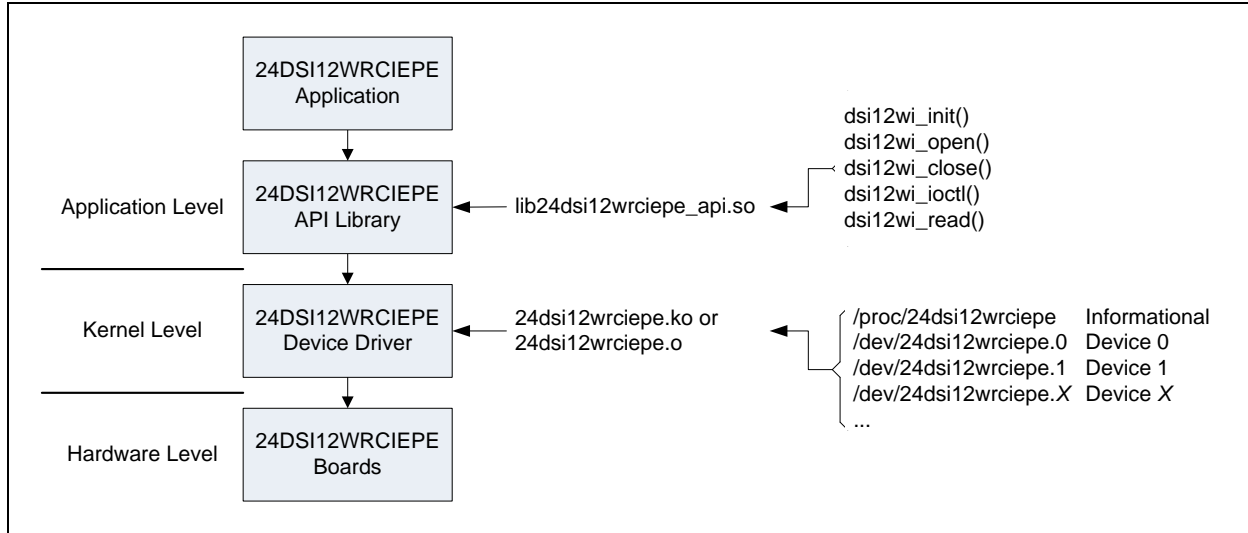 24DSI12WRCIEPE
Application
Application Level
24DSI12WRCIEPE
API Library
lib24dsi12wrciepe_api.so
dsi12wi_init()
dsi12wi_open()
dsi12wi_close()
dsi12wi_ioctl()
dsi12wi_read()
Kernel Level
24DSI12WRCIEPE
Device Driver
24dsi12wrciepe.ko or
24dsi12wrciepe.o
/proc/24dsi12wrciepe Informational
/dev/24dsi12wrciepe.0 Device 0
/dev/24dsi12wrciepe.1 Device 1
/dev/24dsi12wrciepe.X Device X
...
Hardware Level
24DSI12WRCIEPE
Boards